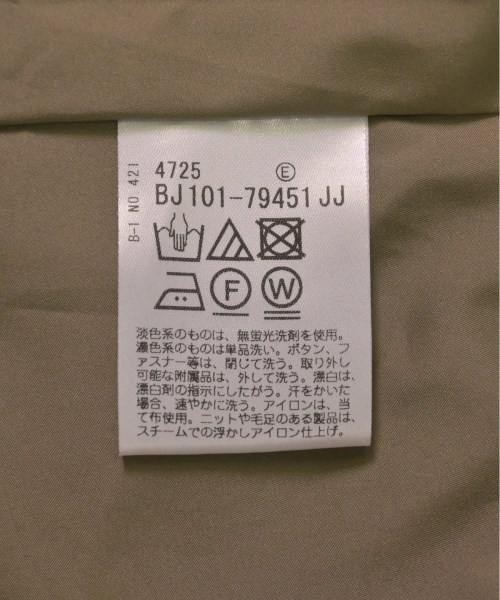 4725 Ⓔ
BJ101-79451 JJ
B-1 NO. 421
F W
淡色系のものは、無蛍光洗剤を使用。
濃色系のものは単品洗い。ボタン、フ
ァスナー等は、閉じて洗う。取り外し
可能な附属品は、外して洗う。漂白は、
漂白剤の指示にしたがう。汗をかいた
場合、速やかに洗う。アイロンは、当
て布使用。ニットや毛足のある製品は、
スチームでの浮かしアイロン仕上げ。